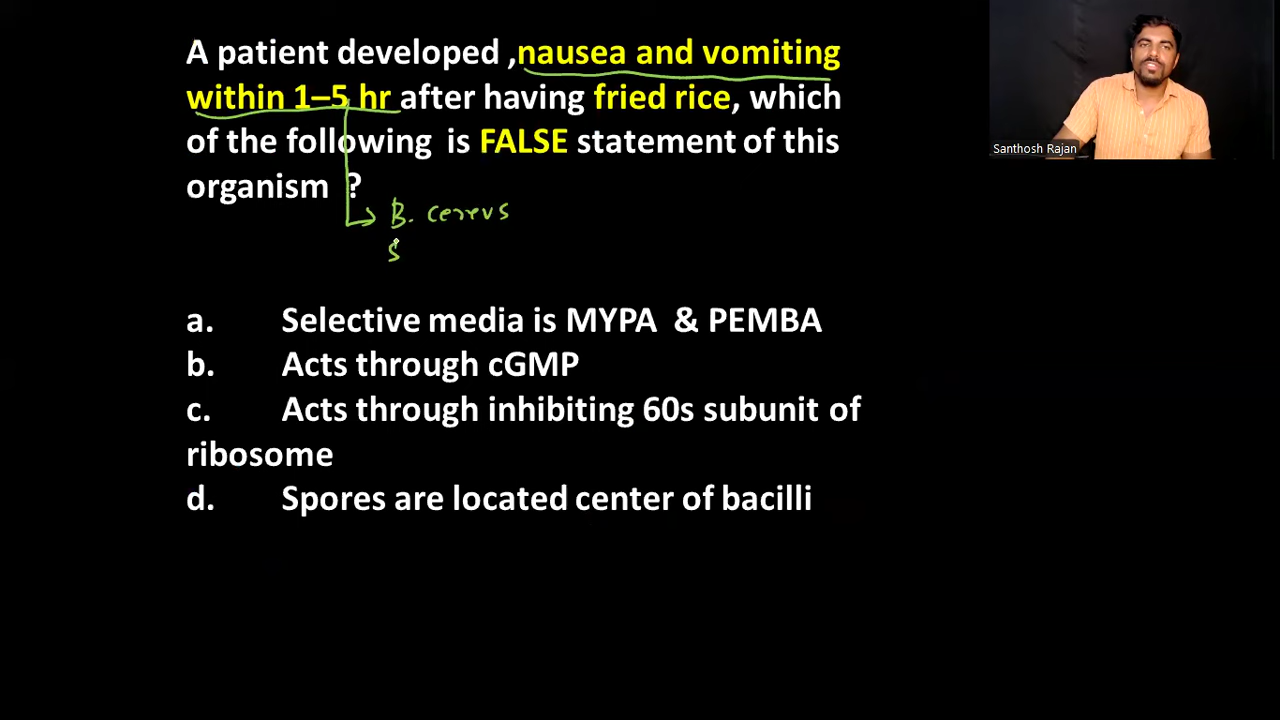 A patient developed ,nausea and vomiting
within 1–5 hr after having fried rice, which
of the following is FALSE statement of this
organism ?
B. cereus
S
a. Selective media is MYPA & PEMBA
b. Acts through cGMP
c. Acts through inhibiting 60s subunit of
ribosome
d. Spores are located center of bacilli
Santhosh Rajan